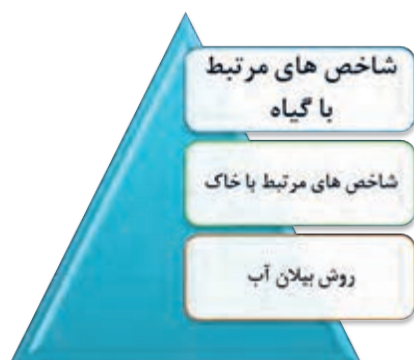 شاخص های مرتبط
با گیاه
شاخص های مرتبط با خاک
روش بیلان آب